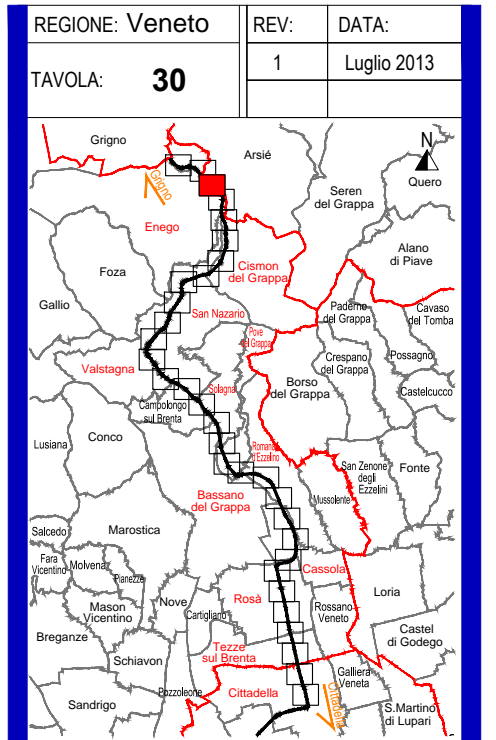 REGIONE: Veneto
REV:
DATA:
TAVOLA: 30
1
Luglio 2013
Grigno
Arsié
N
Quero
Grigno
Seren
del Grappa
Enego
Alano
di Piave
Foza
Cismon
del Grappa
Gallio
San Nazario
Paderno
del Grappa
Cavaso
del Tomba
Pove
del Grappa
Crespano
del Grappa
Possagno
Valstagna
Solagna
Borso
del Grappa
Castelcucco
Campolongo
sul Brenta
Lusiana
Conco
Romano
d'Ezzelino
San Zenone
degli
Ezzelini
Fonte
Bassano
del Grappa
Mussolente
Salcedo
Marostica
Fara
Vicentino
Molvena
Pianezze
Cassola
Loria
Mason
Vicentino
Nove
Cartigliano
Rosà
Rossano
Veneto
Breganze
Castel
di Godego
Schiavon
Tezze
sul Brenta
Galliera
Veneta
Pozzoleone
Cittadella
Cittadella
Sandrigo
S.Martino
di Lupari